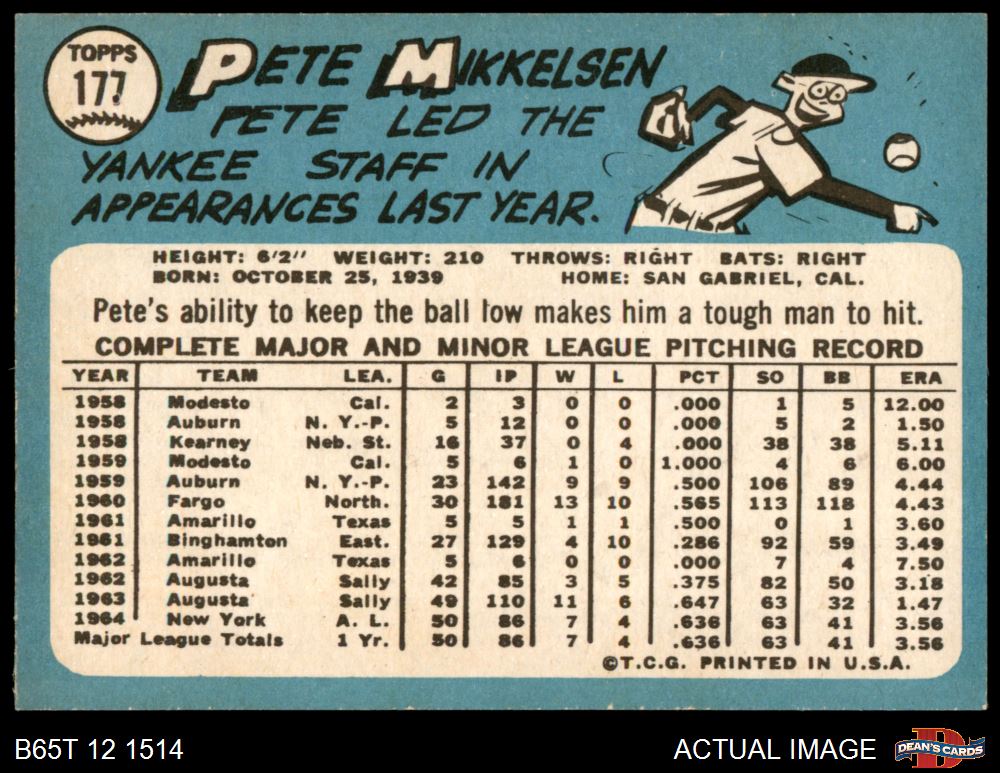 TOPPS
177
PETE MIKKELSEN
PETE LED THE
YANKEE STAFF IN
APPEARANCES LAST YEAR.
HEIGHT: 6'2" WEIGHT: 210 THROWS: RIGHT BATS: RIGHT
BORN: OCTOBER 25, 1939 HOME: SAN GABRIEL, CAL.
Pete's ability to keep the ball low makes him a tough man to hit.
COMPLETE MAJOR AND MINOR LEAGUE PITCHING RECORD
YEAR TEAM LEA. G IP W L PCT SO BB ERA
1958 Modesto Cal. 2 3 0 0 .000 1 5 12.00
1958 Auburn N. Y.-P. 5 12 0 0 .000 5 2 1.50
1958 Kearney Neb. St. 16 37 0 4 .000 38 38 5.11
1959 Modesto Cal. 5 6 1 0 1.000 4 6 6.00
1959 Auburn N. Y.-P. 23 142 9 9 .500 106 89 4.44
1960 Fargo North. 30 181 13 10 .565 113 118 4.43
1961 Amarillo Texas 5 5 1 1 .500 0 1 3.60
1961 Binghamton East. 27 129 4 10 .286 92 59 3.49
1962 Amarillo Texas 5 6 0 0 .000 7 4 7.50
1962 Augusta Sally 42 85 3 5 .375 82 50 3.18
1963 Augusta Sally 49 110 11 6 .647 63 32 1.47
1964 New York A. L. 50 86 7 4 .636 63 41 3.56
Major League Totals 1 Yr. 50 86 7 4 .636 63 41 3.56
©T.C.G. PRINTED IN U.S.A.
B65T 12 1514 ACTUAL IMAGE
DEAN'S CARDS